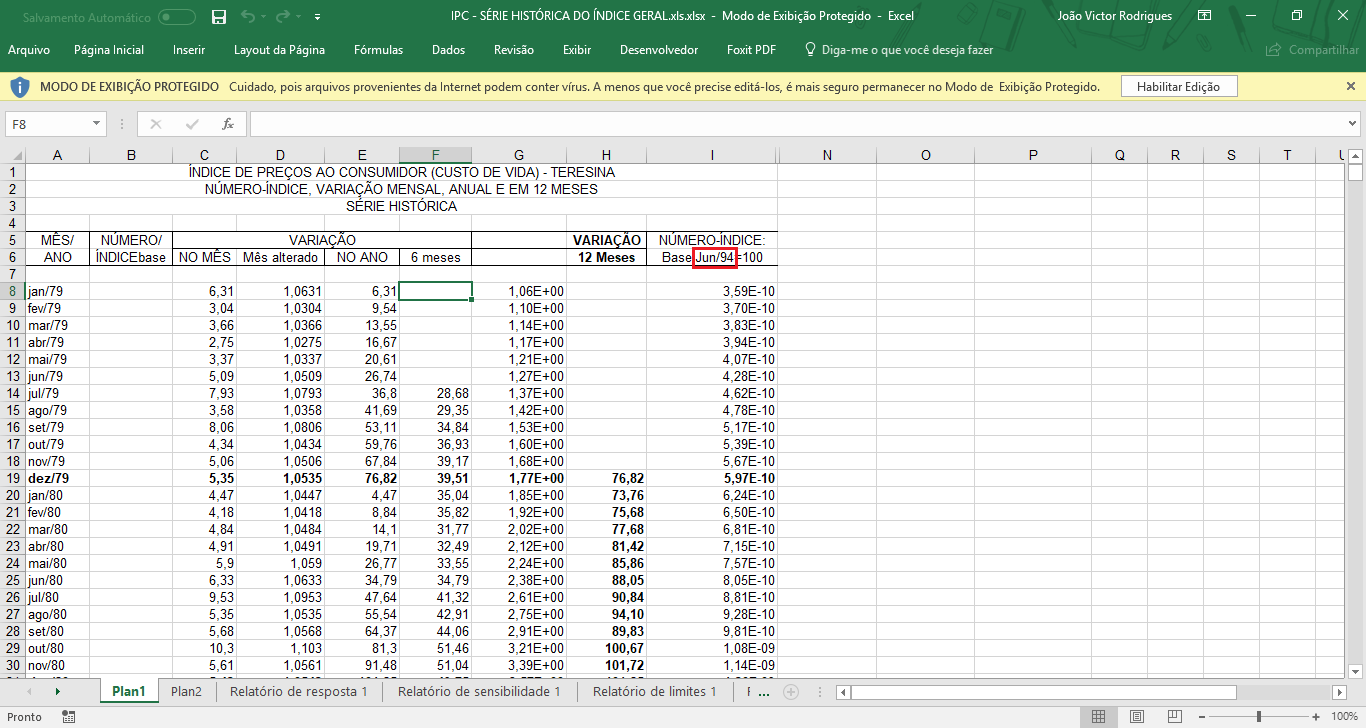 Salvamento Automático
IPC - SÉRIE HISTÓRICA DO ÍNDICE GERAL.xls.xlsx - Modo de Exibição Protegido - Excel
João Victor Rodrigues
Arquivo Página Inicial Inserir Layout da Página Fórmulas Dados Revisão Exibir Desenvolvedor Foxit PDF Diga-me o que você deseja fazer Compartilhar
MODO DE EXIBIÇÃO PROTEGIDO Cuidado, pois arquivos provenientes da Internet podem conter vírus. A menos que você precise editá-los, é mais seguro permanecer no Modo de Exibição Protegido. Habilitar Edição
F8 fx
A B C D E F G H I N O P Q R S T U
1 ÍNDICE DE PREÇOS AO CONSUMIDOR (CUSTO DE VIDA) - TERESINA
2 NÚMERO-ÍNDICE, VARIAÇÃO MENSAL, ANUAL E EM 12 MESES
3 SÉRIE HISTÓRICA
4
5 MÊS/ NÚMERO/ VARIAÇÃO VARIAÇÃO NÚMERO-ÍNDICE:
6 ANO ÍNDICEbase NO MÊS Mês alterado NO ANO 6 meses 12 Meses Base Jun/94=100
7
8 jan/79 6,31 1,0631 6,31 1,06E+00 3,59E-10
9 fev/79 3,04 1,0304 9,54 1,10E+00 3,70E-10
10 mar/79 3,66 1,0366 13,55 1,14E+00 3,83E-10
11 abr/79 2,75 1,0275 16,67 1,17E+00 3,94E-10
12 mai/79 3,37 1,0337 20,61 1,21E+00 4,07E-10
13 jun/79 5,09 1,0509 26,74 1,27E+00 4,28E-10
14 jul/79 7,93 1,0793 36,8 28,68 1,37E+00 4,62E-10
15 ago/79 3,58 1,0358 41,69 29,35 1,42E+00 4,78E-10
16 set/79 8,06 1,0806 53,11 34,84 1,53E+00 5,17E-10
17 out/79 4,34 1,0434 59,76 36,93 1,60E+00 5,39E-10
18 nov/79 5,06 1,0506 67,84 39,17 1,68E+00 5,67E-10
19 dez/79 5,35 1,0535 76,82 39,51 1,77E+00 76,82 5,97E-10
20 jan/80 4,47 1,0447 4,47 35,04 1,85E+00 73,76 6,24E-10
21 fev/80 4,18 1,0418 8,84 35,82 1,92E+00 75,68 6,50E-10
22 mar/80 4,84 1,0484 14,1 31,77 2,02E+00 77,68 6,81E-10
23 abr/80 4,91 1,0491 19,71 32,49 2,12E+00 81,42 7,15E-10
24 mai/80 5,9 1,059 26,77 33,55 2,24E+00 85,86 7,57E-10
25 jun/80 6,33 1,0633 34,79 34,79 2,38E+00 88,05 8,05E-10
26 jul/80 9,53 1,0953 47,64 41,32 2,61E+00 90,84 8,81E-10
27 ago/80 5,35 1,0535 55,54 42,91 2,75E+00 94,10 9,28E-10
28 set/80 5,68 1,0568 64,37 44,06 2,91E+00 89,83 9,81E-10
29 out/80 10,3 1,103 81,3 51,46 3,21E+00 100,67 1,08E-09
30 nov/80 5,61 1,0561 91,48 51,04 3,39E+00 101,72 1,14E-09
Plan1 Plan2 Relatório de resposta 1 Relatório de sensibilidade 1 Relatório de limites 1 ...
Pronto 100%